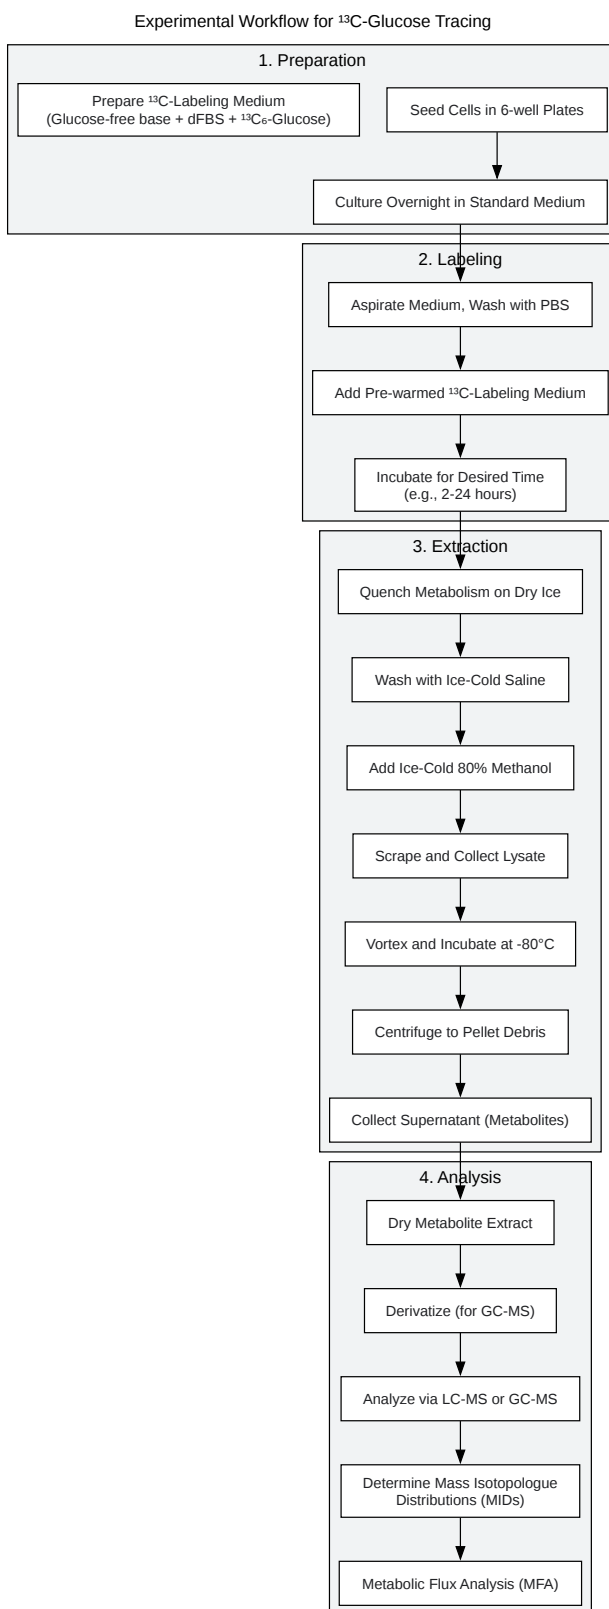 Experimental Workflow for ¹³C-Glucose Tracing
1. Preparation
Prepare ¹³C-Labeling Medium
(Glucose-free base + dFBS + ¹³C₆-Glucose)
Seed Cells in 6-well Plates
Culture Overnight in Standard Medium
2. Labeling
Aspirate Medium, Wash with PBS
Add Pre-warmed ¹³C-Labeling Medium
Incubate for Desired Time
(e.g., 2-24 hours)
3. Extraction
Quench Metabolism on Dry Ice
Wash with Ice-Cold Saline
Add Ice-Cold 80% Methanol
Scrape and Collect Lysate
Vortex and Incubate at -80°C
Centrifuge to Pellet Debris
Collect Supernatant (Metabolites)
4. Analysis
Dry Metabolite Extract
Derivatize (for GC-MS)
Analyze via LC-MS or GC-MS
Determine Mass Isotopologue
Distributions (MIDs)
Metabolic Flux Analysis (MFA)